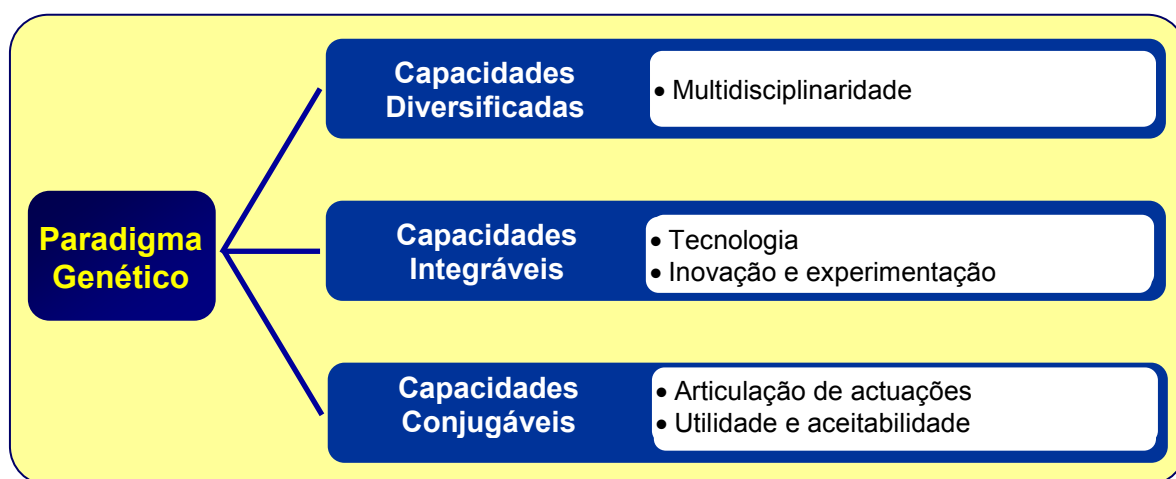 Paradigma
Genético
Capacidades
Diversificadas
• Multidisciplinaridade
Capacidades
Integráveis
• Tecnologia
• Inovação e experimentação
Capacidades
Conjugáveis
• Articulação de actuações
• Utilidade e aceitabilidade